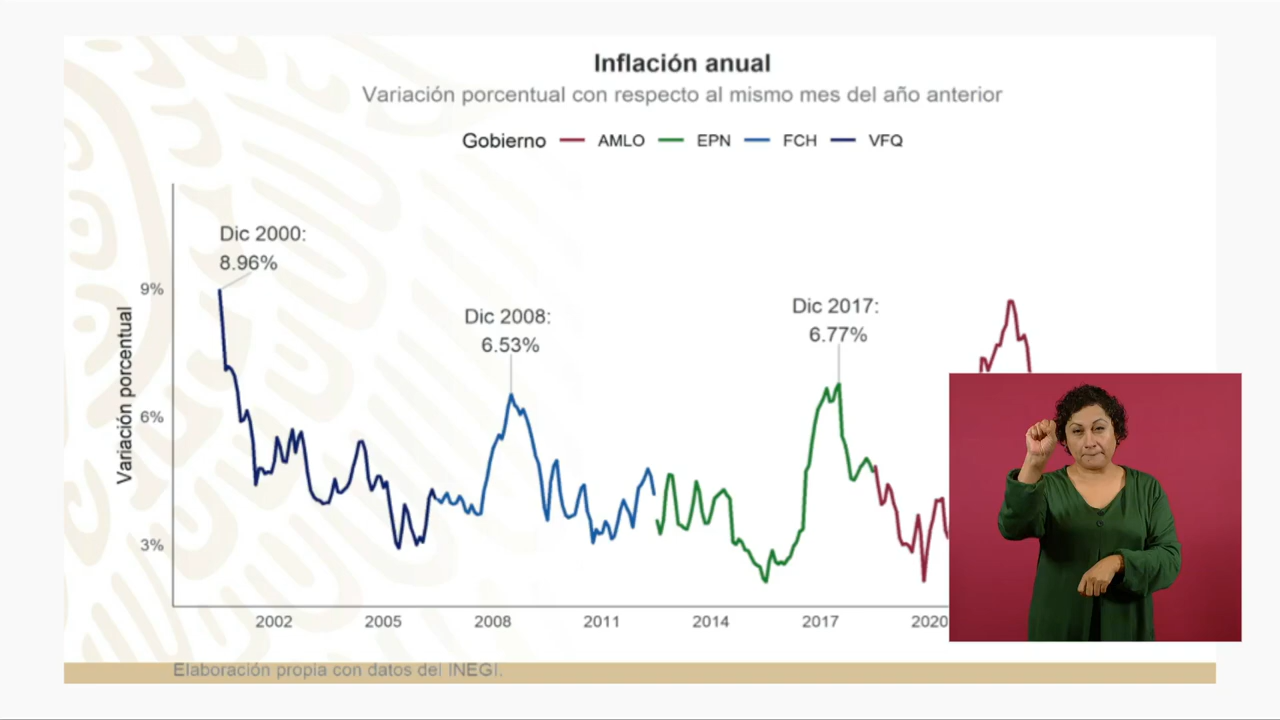 Inflación anual
Variación porcentual con respecto al mismo mes del año anterior
Gobierno AMLO EPN FCH VFQ
Dic 2000:
8.96%
Dic 2008:
6.53%
Dic 2017:
6.77%
Variación porcentual
9%
6%
3%
2002 2005 2008 2011 2014 2017 2020
Elaboración propia con datos del INEGI.